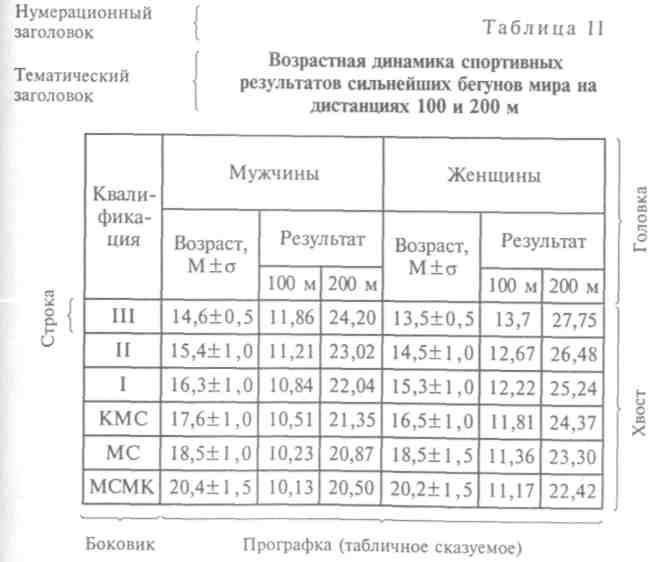 Нумерационный
заголовок
Таблица 11
Тематический
заголовок
Возрастная динамика спортивных
результатов сильнейших бегунов мира на
дистанциях 100 и 200 м
Квали-
фика-
ция
Мужчины
Женщины
Возраст,
М±σ
Результат
Возраст,
М±σ
Результат
100 м 200 м
100 м 200 м
Головка
Строка
III 14,6±0,5 11,86 24,20 13,5±0,5 13,7 27,75
II 15,4±1,0 11,21 23,02 14,5±1,0 12,67 26,48
I 16,3±1,0 10,84 22,04 15,3±1,0 12,22 25,24
КМС 17,6±1,0 10,51 21,35 16,5±1,0 11,81 24,37
МС 18,5±1,0 10,23 20,87 18,5±1,5 11,36 23,30
МСМК 20,4±1,5 10,13 20,50 20,2±1,5 11,17 22,42
Хвост
Боковик Прографка (табличное сказуемое)